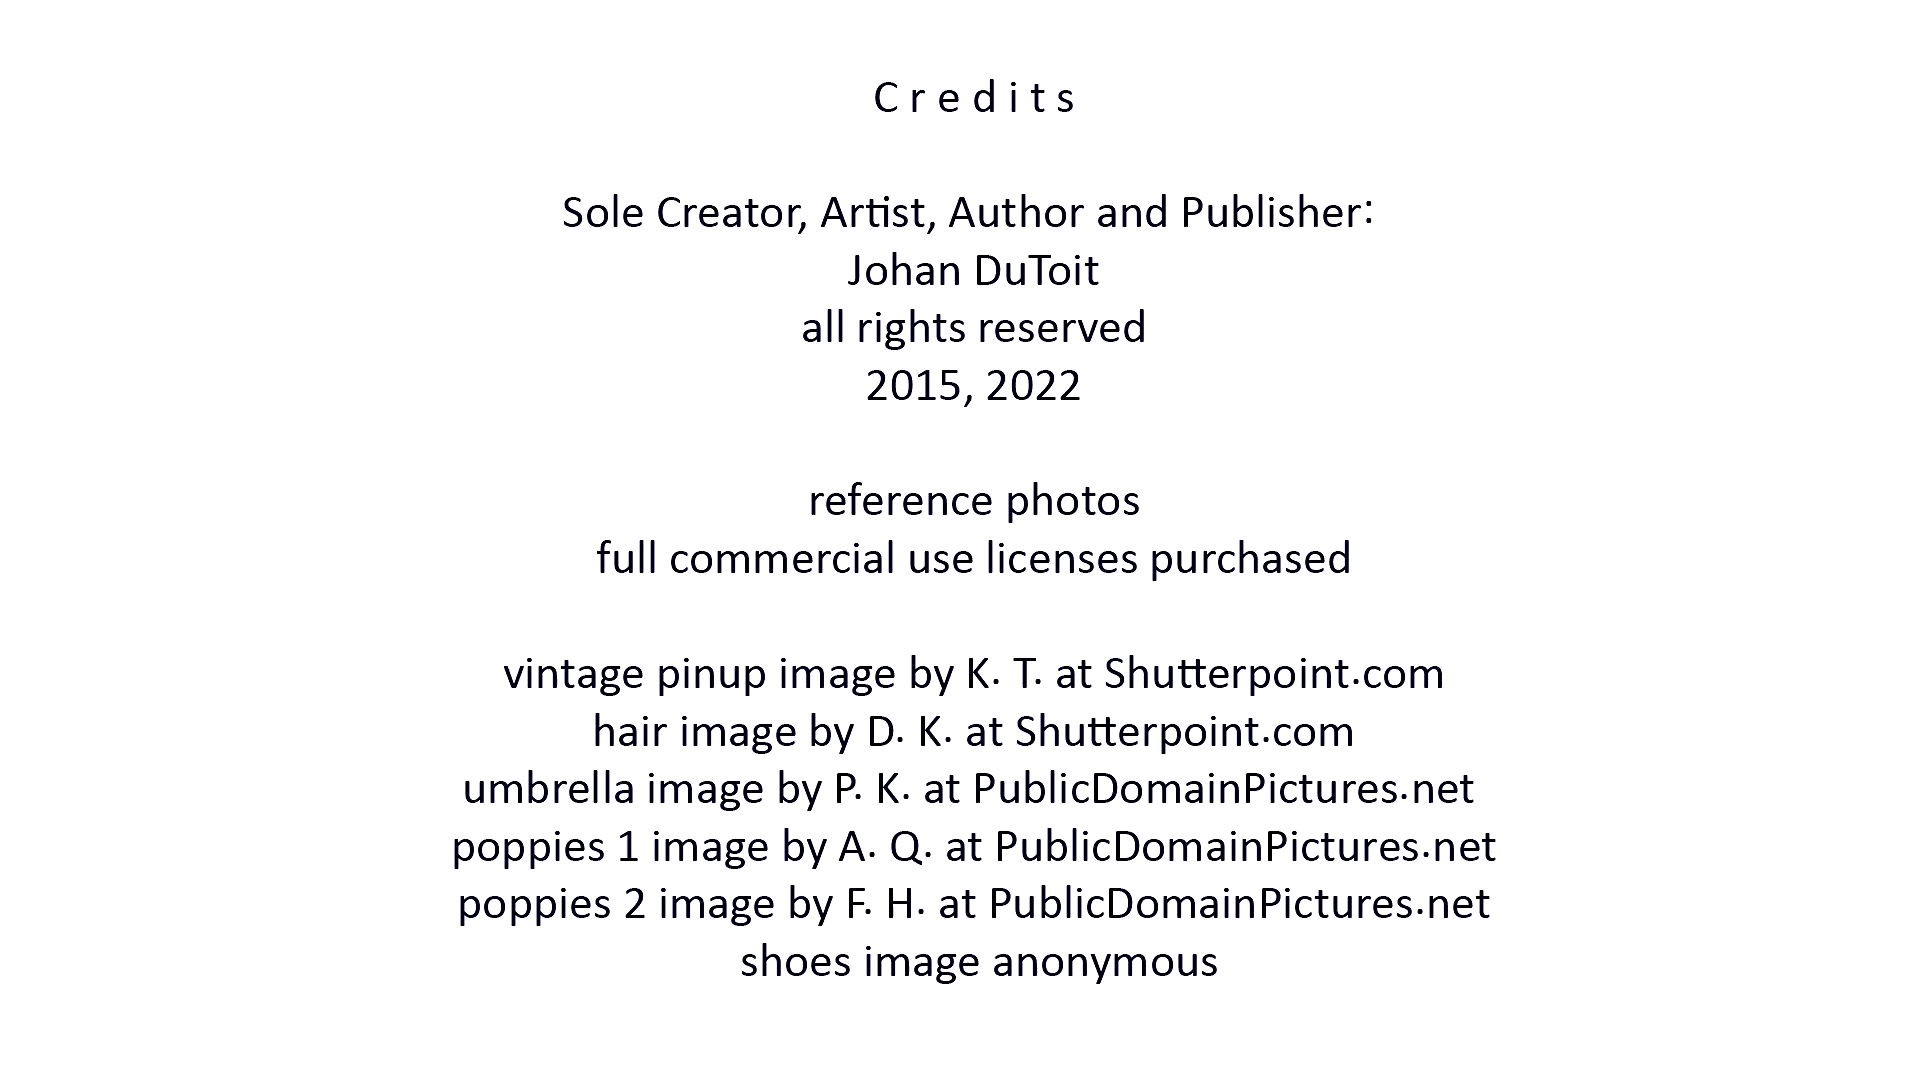 C r e d i t s
Sole Creator, Artist, Author and Publisher:
Johan DuToit
all rights reserved
2015, 2022
reference photos
full commercial use licenses purchased
vintage pinup image by K. T. at Shutterpoint.com
hair image by D. K. at Shutterpoint.com
umbrella image by P. K. at PublicDomainPictures.net
poppies 1 image by A. Q. at PublicDomainPictures.net
poppies 2 image by F. H. at PublicDomainPictures.net
shoes image anonymous